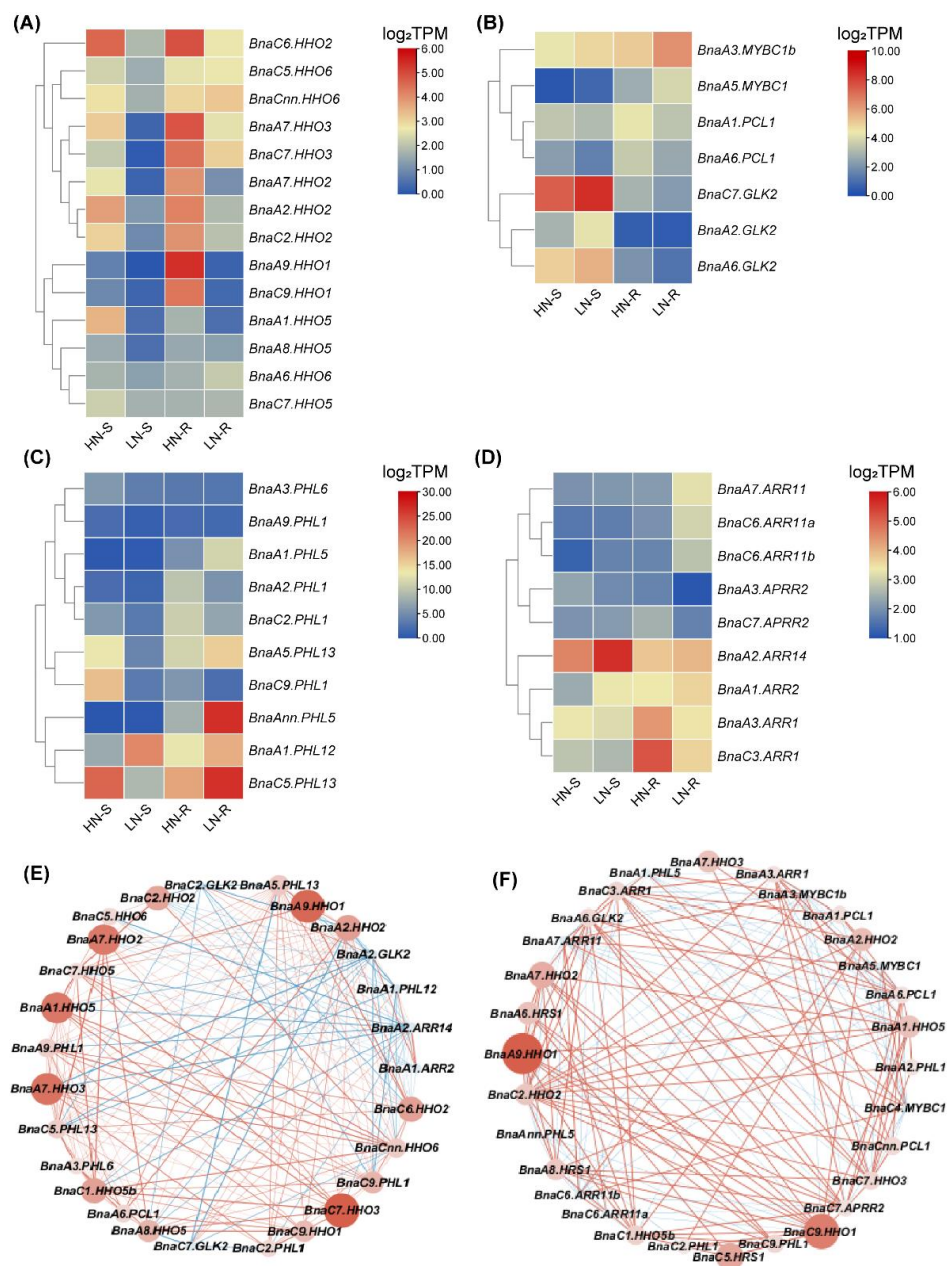 (A)
log₂TPM
6.00
5.00
4.00
3.00
2.00
1.00
0.00
BnaC6.HHO2
BnaC5.HHO6
BnaCnn.HHO6
BnaA7.HHO3
BnaC7.HHO3
BnaA7.HHO2
BnaA2.HHO2
BnaC2.HHO2
BnaA9.HHO1
BnaC9.HHO1
BnaA1.HHO5
BnaA8.HHO5
BnaA6.HHO6
BnaC7.HHO5
HN-S LN-S HN-R LN-R
(B)
log₂TPM
10.00
8.00
6.00
4.00
2.00
0.00
BnaA3.MYBC1b
BnaA5.MYBC1
BnaA1.PCL1
BnaA6.PCL1
BnaC7.GLK2
BnaA2.GLK2
BnaA6.GLK2
HN-S LN-S HN-R LN-R
(C)
log₂TPM
30.00
25.00
20.00
15.00
10.00
5.00
0.00
BnaA3.PHL6
BnaA9.PHL1
BnaA1.PHL5
BnaA2.PHL1
BnaC2.PHL1
BnaA5.PHL13
BnaC9.PHL1
BnaAnn.PHL5
BnaA1.PHL12
BnaC5.PHL13
HN-S LN-S HN-R LN-R
(D)
log₂TPM
6.00
5.00
4.00
3.00
2.00
1.00
BnaA7.ARR11
BnaC6.ARR11a
BnaC6.ARR11b
BnaA3.APRR2
BnaC7.APRR2
BnaA2.ARR14
BnaA1.ARR2
BnaA3.ARR1
BnaC3.ARR1
HN-S LN-S HN-R LN-R
(E)
BnaC2.GLK2
BnaA5.PHL13
BnaC2.HHO2
BnaA9.HHO1
BnaC5.HHO6
BnaA2.HHO2
BnaA7.HHO2
BnaA2.GLK2
BnaC7.HHO5
BnaA1.PHL12
BnaA1.HHO5
BnaA2.ARR14
BnaA9.PHL1
BnaA1.ARR2
BnaA7.HHO3
BnaC6.HHO2
BnaC5.PHL13
BnaCnn.HHO6
BnaA3.PHL6
BnaC9.PHL1
BnaC1.HHO5b
BnaA6.PCL1
BnaC7.HHO3
BnaA8.HHO5
BnaC9.HHO1
BnaC7.GLK2
BnaC2.PHL1
(F)
BnaA7.HHO3
BnaA1.PHL5
BnaA3.ARR1
BnaC3.ARR1
BnaA3.MYBC1b
BnaA6.GLK2
BnaA1.PCL1
BnaA7.ARR11
BnaA2.HHO2
BnaA7.HHO2
BnaA5.MYBC1
BnaA6.HRS1
BnaA6.PCL1
BnaA9.HHO1
BnaA1.HHO5
BnaC2.HHO2
BnaA2.PHL1
BnaAnn.PHL5
BnaC4.MYBC1
BnaA8.HRS1
BnaCnn.PCL1
BnaC6.ARR11b
BnaC7.HHO3
BnaC6.ARR11a
BnaC7.APRR2
BnaC1.HHO5b
BnaC9.HHO1
BnaC2.PHL1
BnaC9.PHL1
BnaC5.HRS1